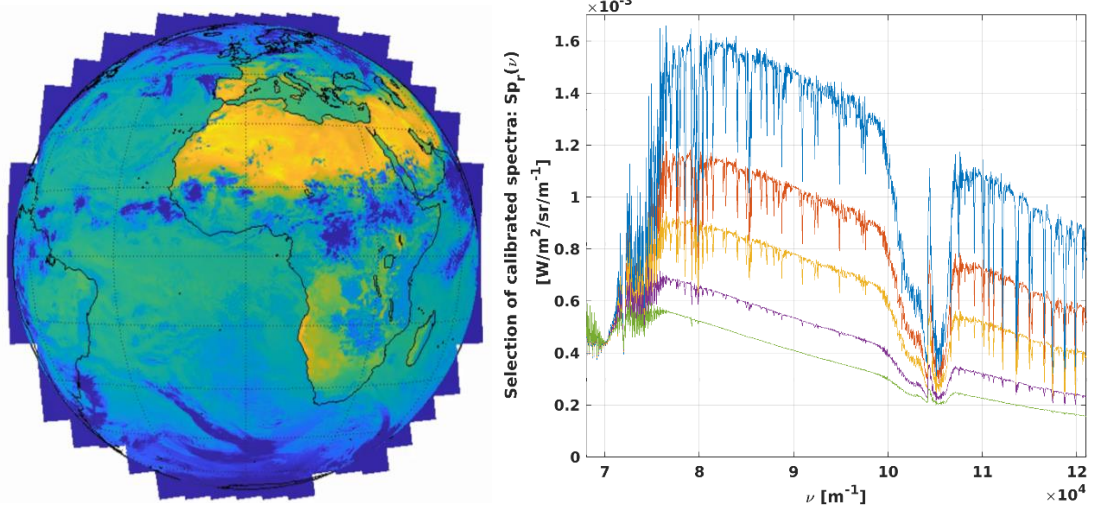 ×10⁻³
Selection of calibrated spectra: Sp_r(ν)
[W/m²/sr/m⁻¹]
1.6
1.4
1.2
1
0.8
0.6
0.4
0.2
0
7 8 9 10 11 12
ν [m⁻¹]
×10⁴